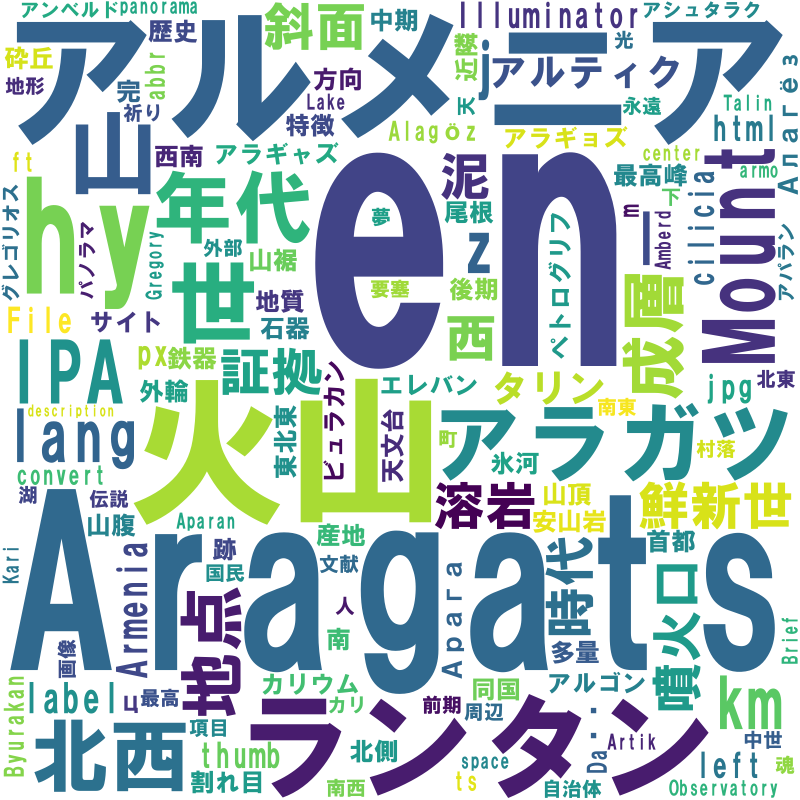 アンベルド
panorama
歴史
斜面
中期
Illuminator
アシュタラク
アルメニア
砕丘
地形
abbr
完
祈り
方向
Lake
特徴
近隣
天
j
アルティク
光
永遠
Talin
html
Алагёз
山
ft
西南
アラギャズ
Alagöz
アラギョズ
最高峰
center
armo
下
hy
年代
en
泥
尾根
z
ペトログリフ
m
二
Amberd
cilicia
Mount
アパラン
グレゴリオス
パノラマ
Gregory
外部
山裾
夢
要塞
後期
世
地質
石器
西
成層
File
サイト
北東
IPA
px
鉄器
証拠
外輪
カン
ビュラカン
エレバン
タリン
南東
jpg
description
lang
火山
東北東
天文台
町
アラガツ
村落
convert
氷河
湖
伝説
山腹
Aparan
溶岩
山頂
安山岩
鮮新世
Kari
Aragats
Armenia
跡
国民
産地
文献
人
南
Арага
時代
首都
噴火口
Brief
地点
多量
画像
ц
最高
label
カリウム
カリ
前期
同国
周辺
アルゴン
km
Byurakan
北西
項目
thumb
割れ目
ランタン
北側
南西
ts
space
Artik
Da
自治体
left
中世
魂
Observatory